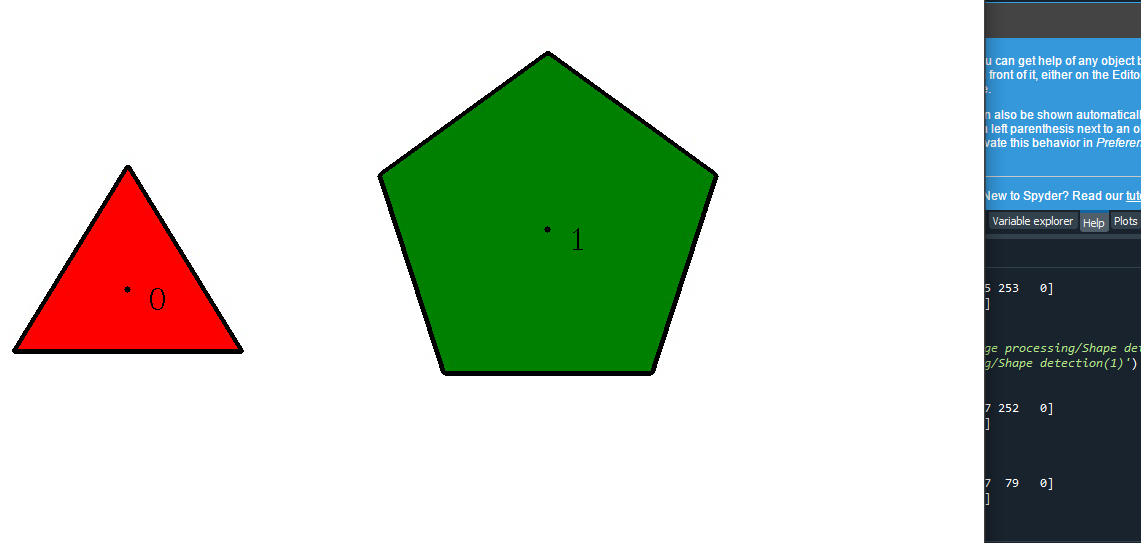 0
1
u can get help of any object b
front of it, either on the Edito
e.
n also be shown automaticall
left parenthesis next to an o
vate this behavior in Preferen
New to Spyder? Read our tuto
Variable explorer Help Plots
5 253 0]
]
ge processing/Shape det
g/Shape detection(1)')
7 252 0]
]
7 79 0]
]